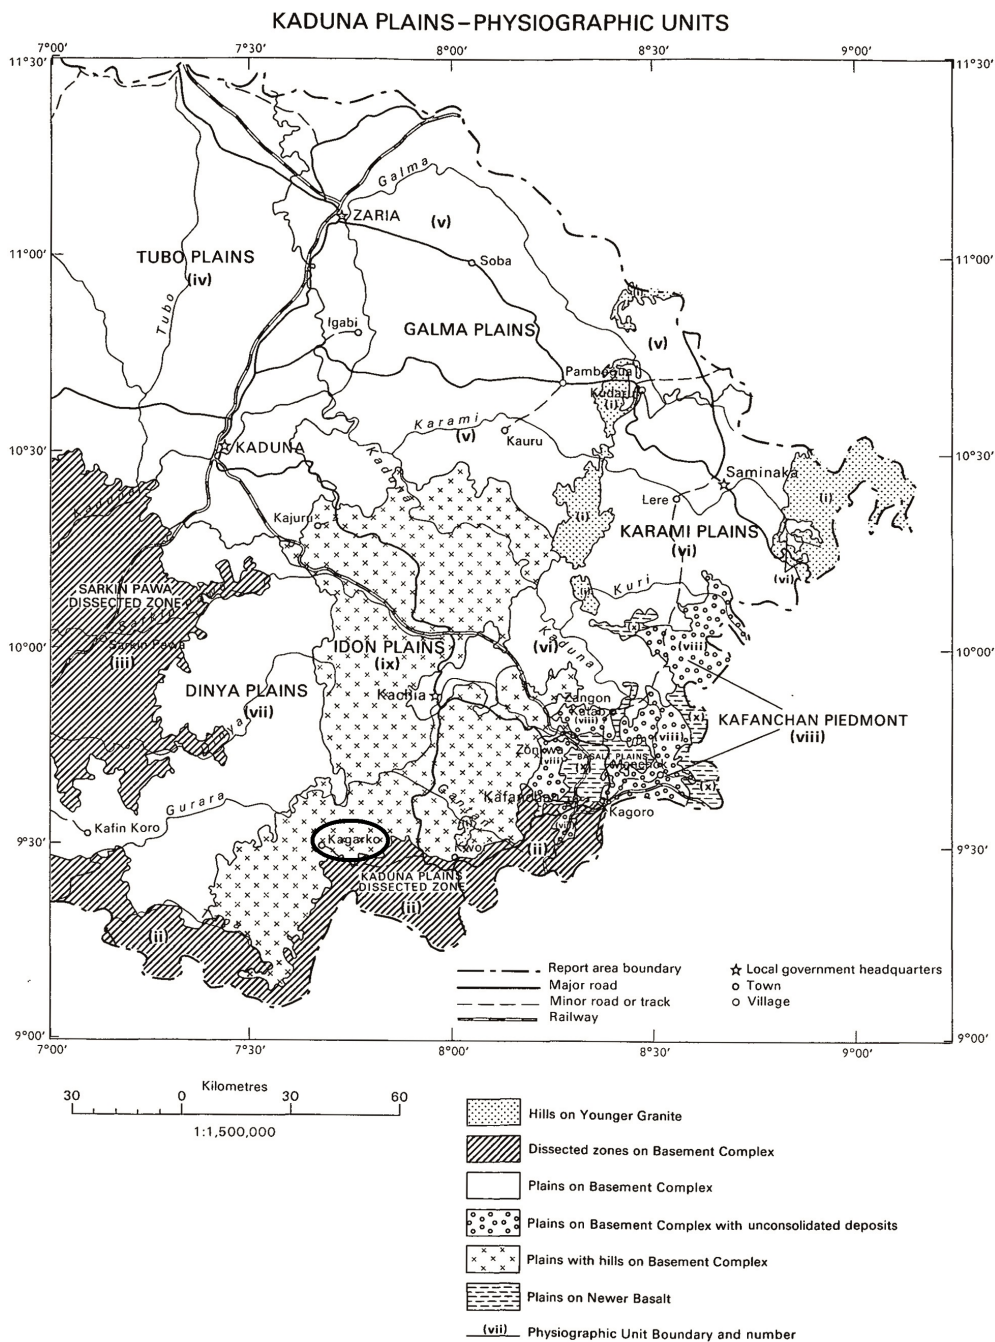 KADUNA PLAINS–PHYSIOGRAPHIC UNITS
7°00′
7°30′
8°00′
8°30′
9°00′
11°30′
11°30′
Galma
ZARIA
(v)
11°00′
TUBO PLAINS
(iv)
Soba
11°00′
Tubo
(i)
Igabi
GALMA PLAINS
(v)
Pambegua
Kudaru
(i)
Karami
(v)
Kauru
KADUNA
Kaduna
10°30′
10°30′
Saminaka
Lere
(i)
Kajuru
(i)
KARAMI PLAINS
(vi)
(vi)
SARKIN PAWA
DISSECTED ZONE
Kuri
(i)
Sarkin Pawa
(iii)
10°00′
IDON PLAINS
(ix)
(vi)
Kaduna
(x)
(viii)
10°00′
DINYA PLAINS
(vii)
Kachia
Zangon
Katab
(viii)
(x)
KAFANCHAN PIEDMONT
(viii)
Zonkwa
(viii)
(viii)
BASALT PLAINS
(x)
(x)
Kafanchan
Gurara
Kagoro
Kafin Koro
9°30′
Kagarko
Kwoi
(ii)
9°30′
KADUNA PLAINS
DISSECTED ZONE
(ii)
(ii)
Report area boundary
Major road
Minor road or track
Railway
Local government headquarters
Town
Village
9°00′
9°00′
7°00′
7°30′
8°00′
8°30′
9°00′
Kilometres
30 0 30 60
1:1,500,000
Hills on Younger Granite
Dissected zones on Basement Complex
Plains on Basement Complex
Plains on Basement Complex with unconsolidated deposits
Plains with hills on Basement Complex
Plains on Newer Basalt
(vii) Physiographic Unit Boundary and number